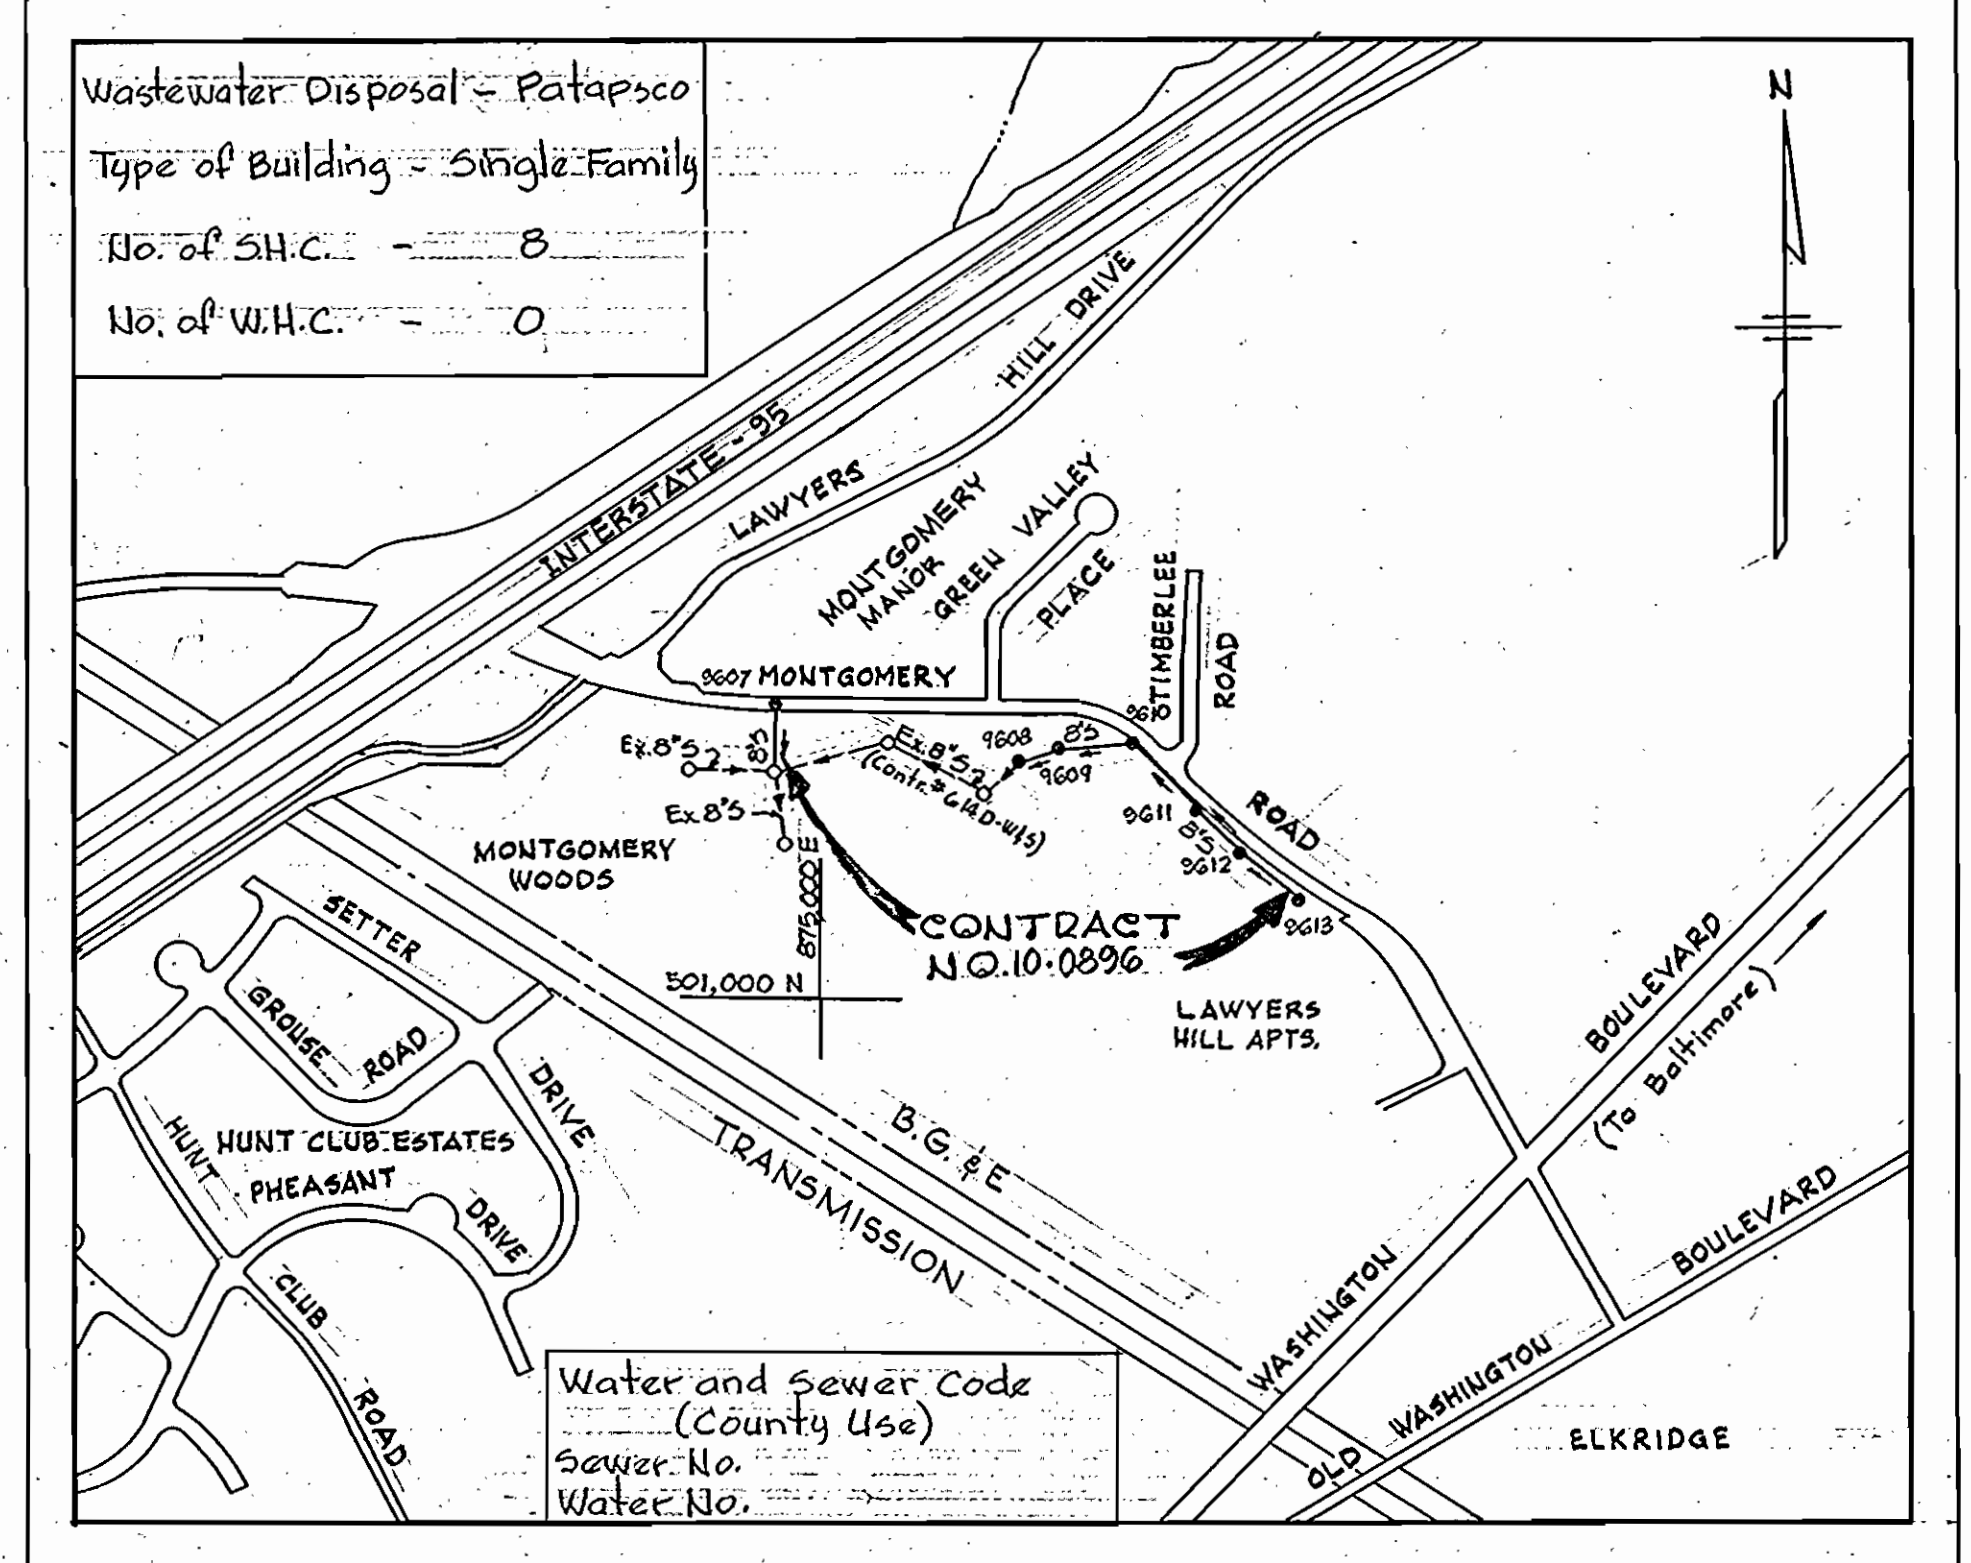 Wastewater Disposal - Patapsco
Type of Building - Single Family
No. of S.H.C. - 8
No. of W.H.C. - 0
N
INTERSTATE - 95
LAWYERS
HILL DRIVE
MONTGOMERY
MANOR
GREEN VALLEY
PLACE
TIMBERLEE
ROAD
9607 MONTGOMERY
9610
Ex. 8"S
8"S
Ex. 8"S
(Contr. # 614 D-W&S)
9608
8"S
9609
Ex 8"S
9611
8"S
9612
ROAD
9613
MONTGOMERY
WOODS
875,000 E
501,000 N
CONTRACT
NO. 10-0896
LAWYERS
HILL APTS.
SETTER
DRIVE
GROUSE
ROAD
HUNT CLUB ESTATES
HUNT
CLUB
ROAD
PHEASANT
DRIVE
B.G. & E
TRANSMISSION
WASHINGTON
BOULEVARD
(To Baltimore)
OLD
WASHINGTON
BOULEVARD
ELKRIDGE
Water and Sewer Code
(County Use)
Sewer No.
Water No.